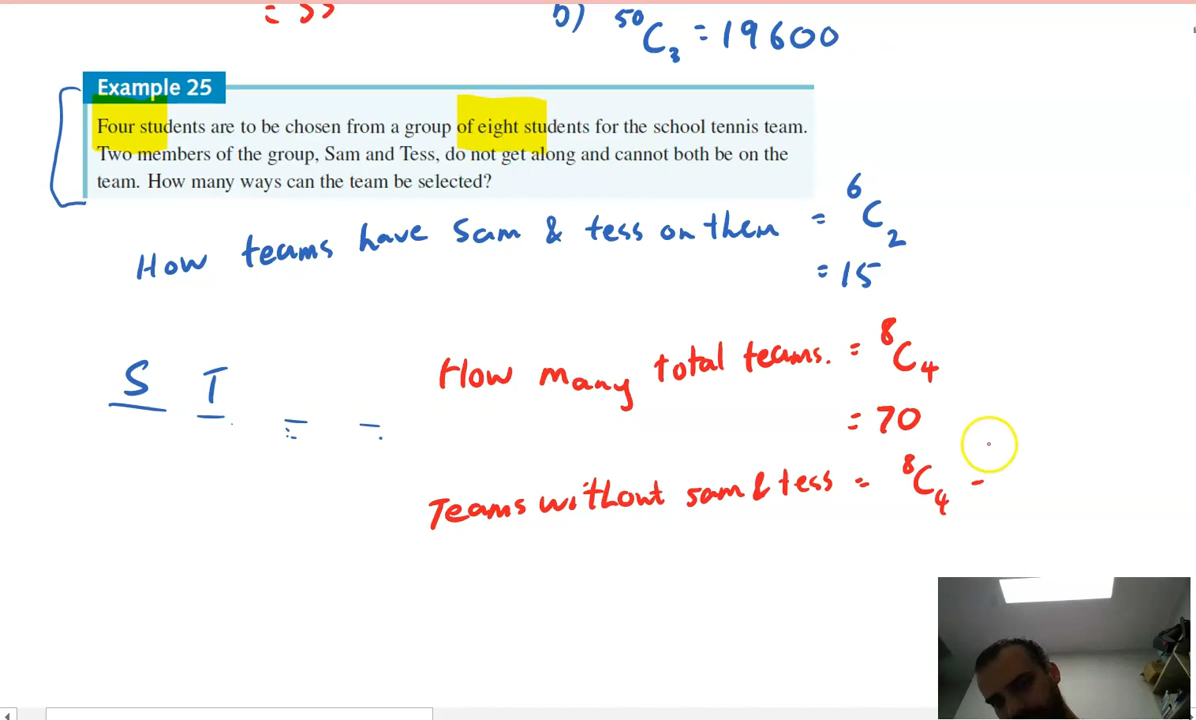 = 35
b) ⁵⁰C₃ = 19600
Example 25
Four students are to be chosen from a group of eight students for the school tennis team.
Two members of the group, Sam and Tess, do not get along and cannot both be on the
team. How many ways can the team be selected?
How teams have Sam & tess on them = ⁶C₂
= 15
S T
How many total teams. = ⁸C₄
= 70
Teams without sam & tess = ⁸C₄ -